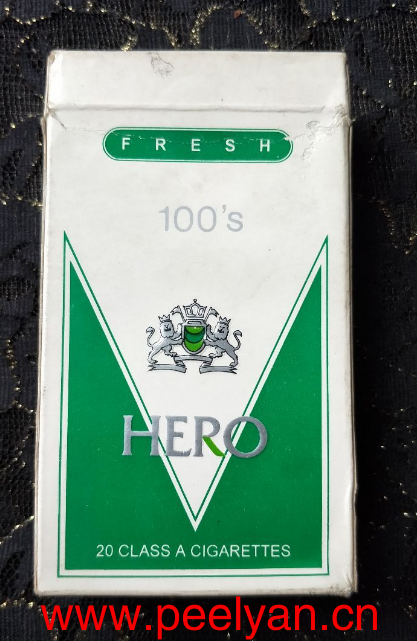 FRESH
100's
HERO
20 CLASS A CIGARETTES
www.peelyan.cn